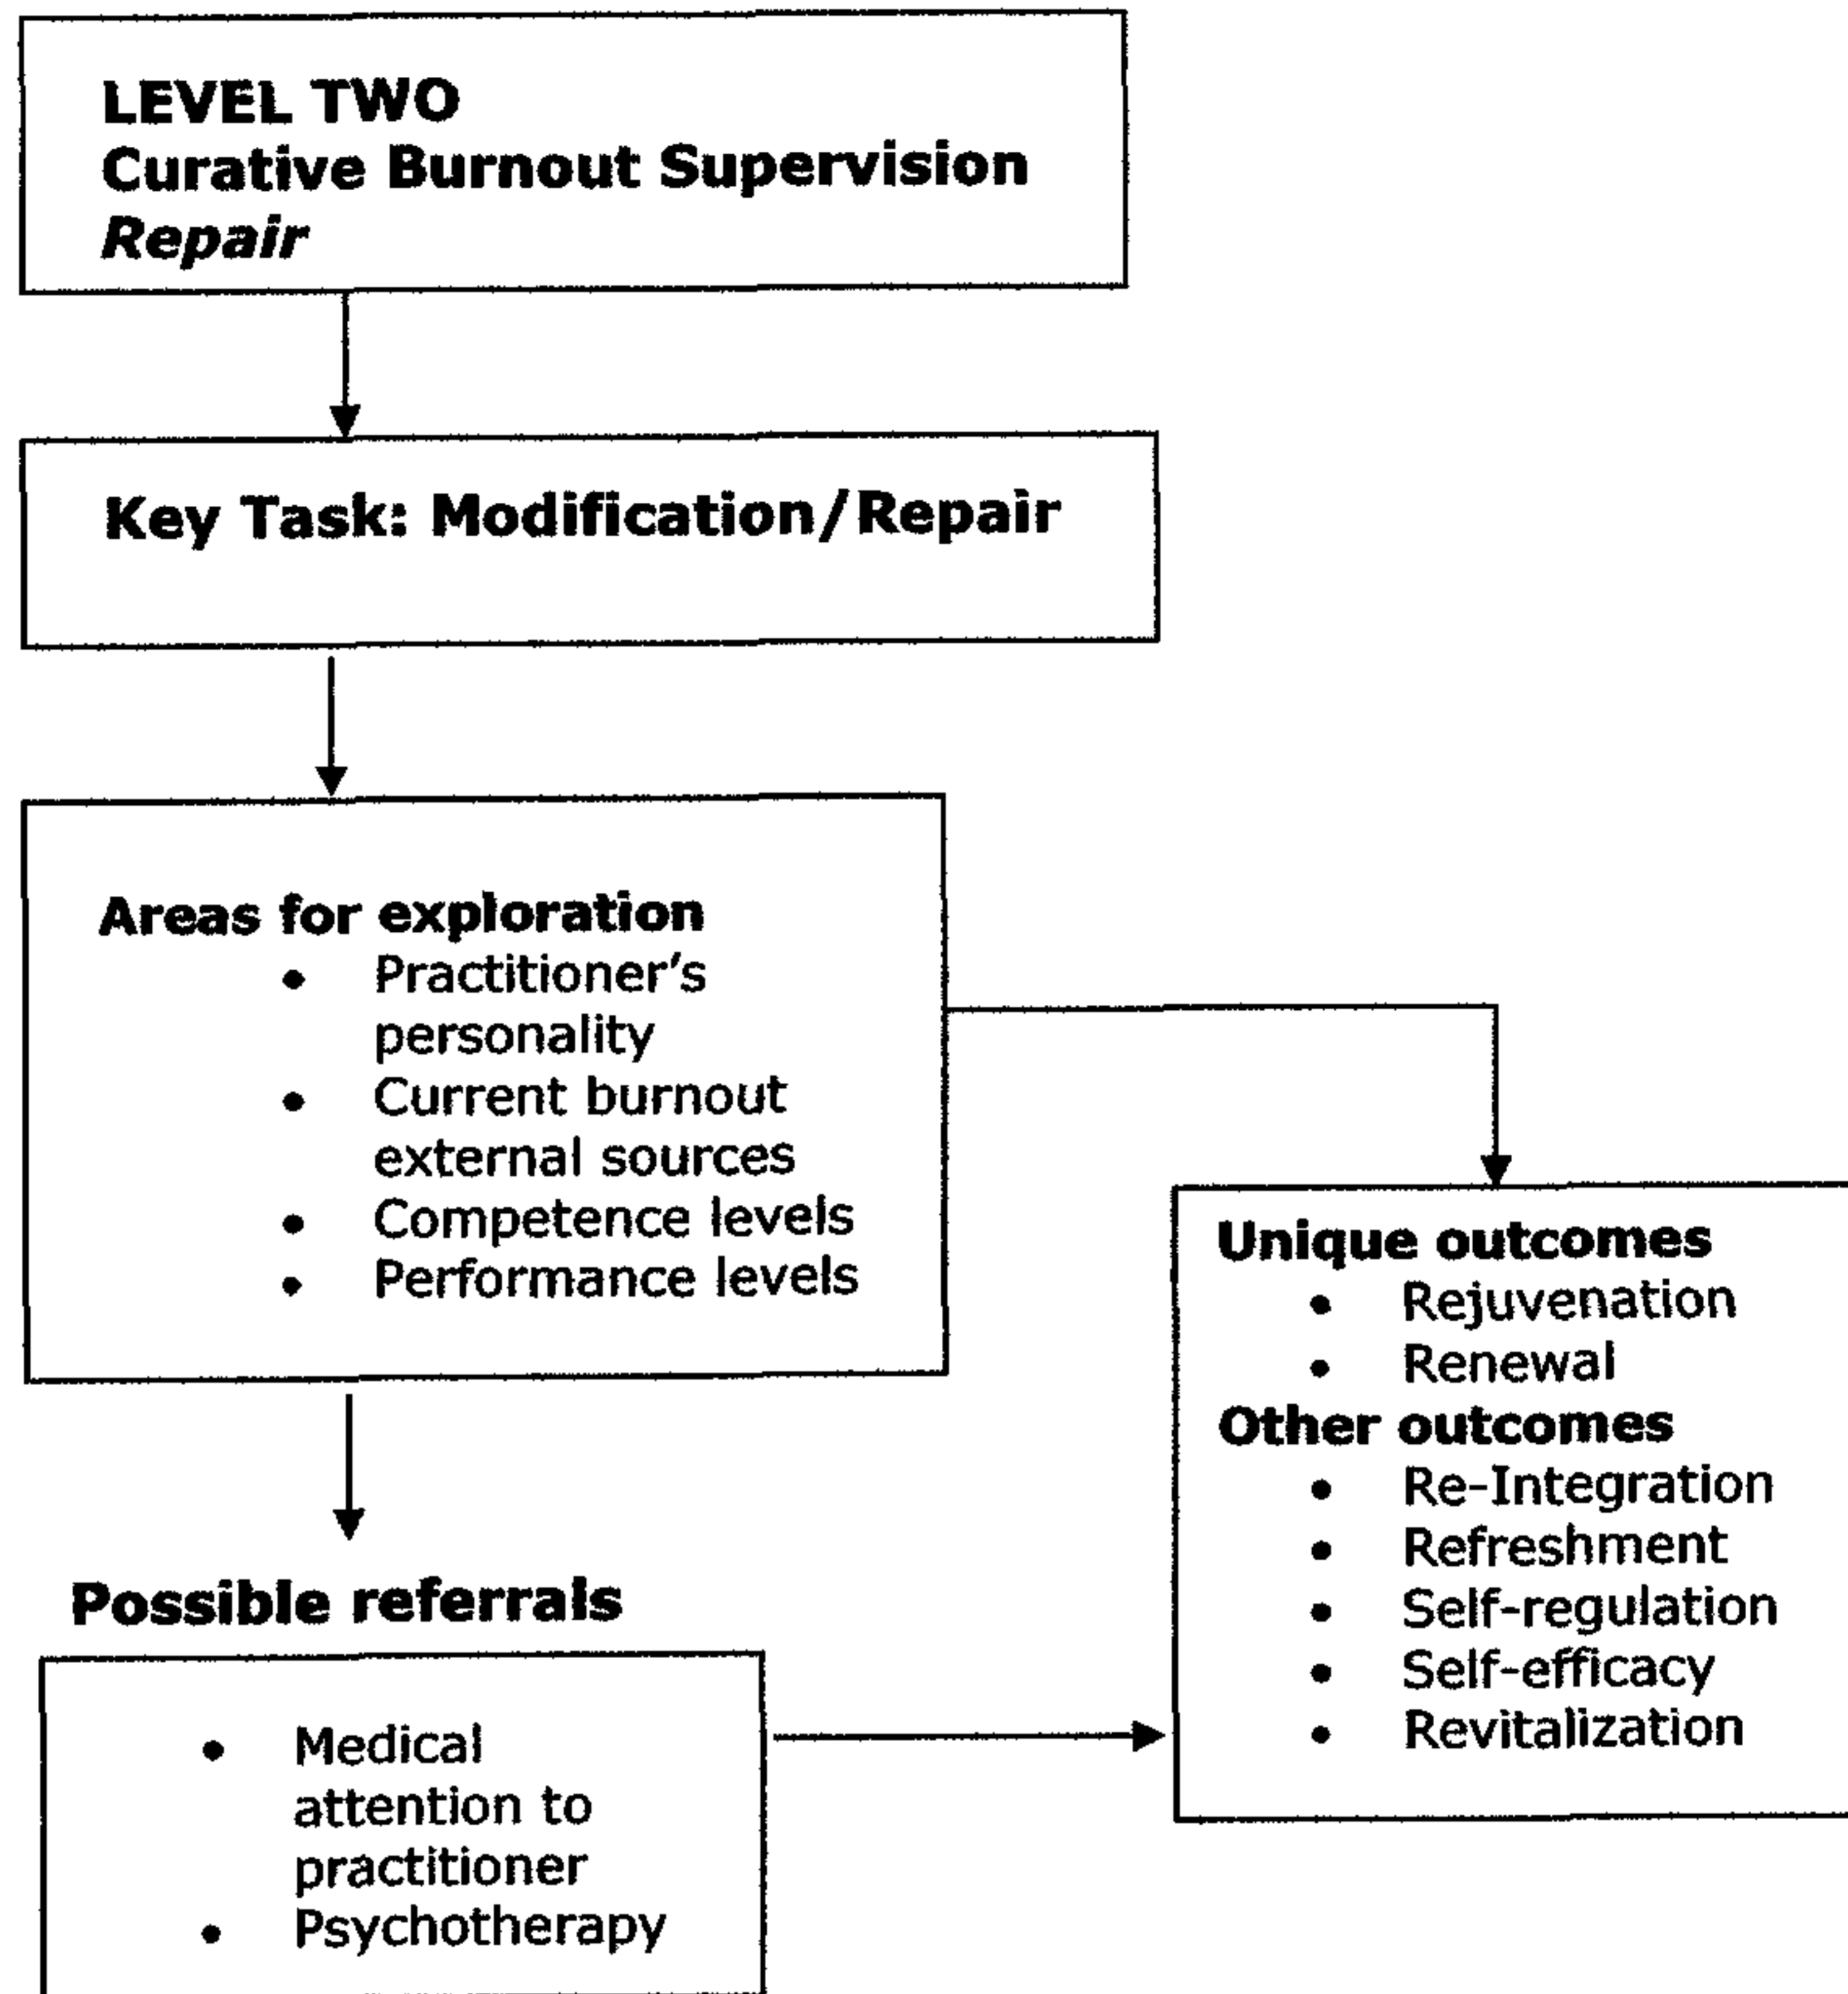 LEVEL TWO
Curative Burnout Supervision
Repair
Key Task: Modification/Repair
Areas for exploration
• Practitioner's
personality
• Current burnout
external sources
• Competence levels
• Performance levels
Possible referrals
• Medical
attention to
practitioner
• Psychotherapy
Unique outcomes
• Rejuvenation
• Renewal
Other outcomes
• Re-Integration
• Refreshment
• Self-regulation
• Self-efficacy
• Revitalization